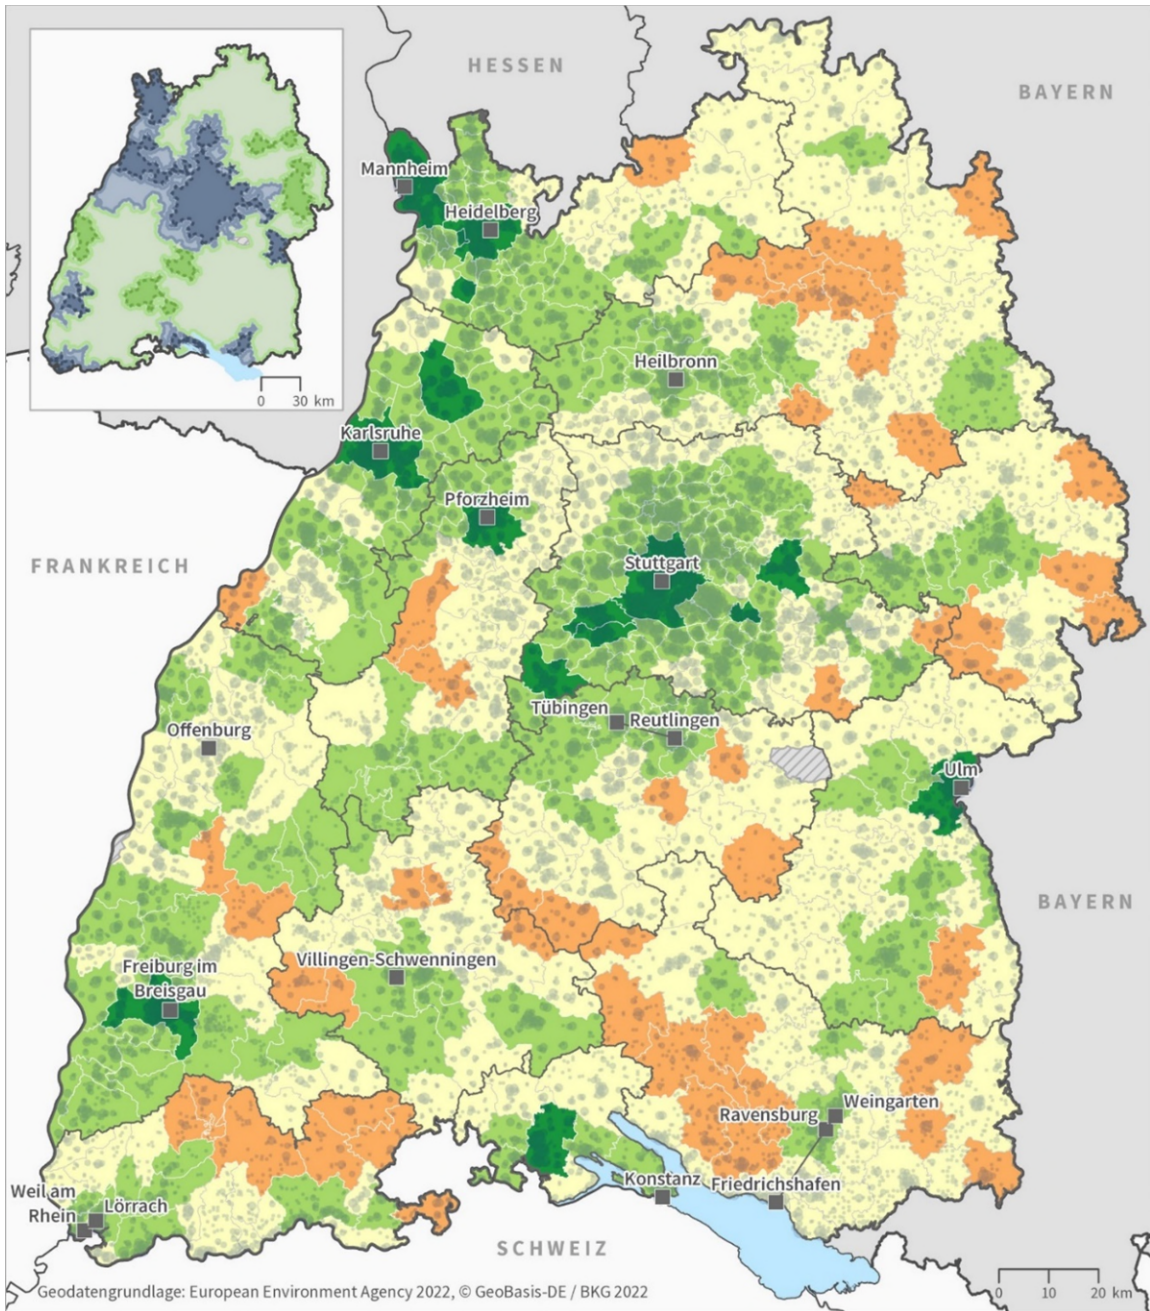 HESSEN
BAYERN
Mannheim
Heidelberg
0 30 km
Heilbronn
Karlsruhe
Pforzheim
FRANKREICH
Stuttgart
Tübingen
Reutlingen
Offenburg
Ulm
BAYERN
Villingen-Schwenningen
Freiburg im
Breisgau
Weingarten
Ravensburg
Konstanz
Friedrichshafen
Weil am
Rhein
Lörrach
SCHWEIZ
Geodatengrundlage: European Environment Agency 2022, © GeoBasis-DE / BKG 2022
0 10 20 km